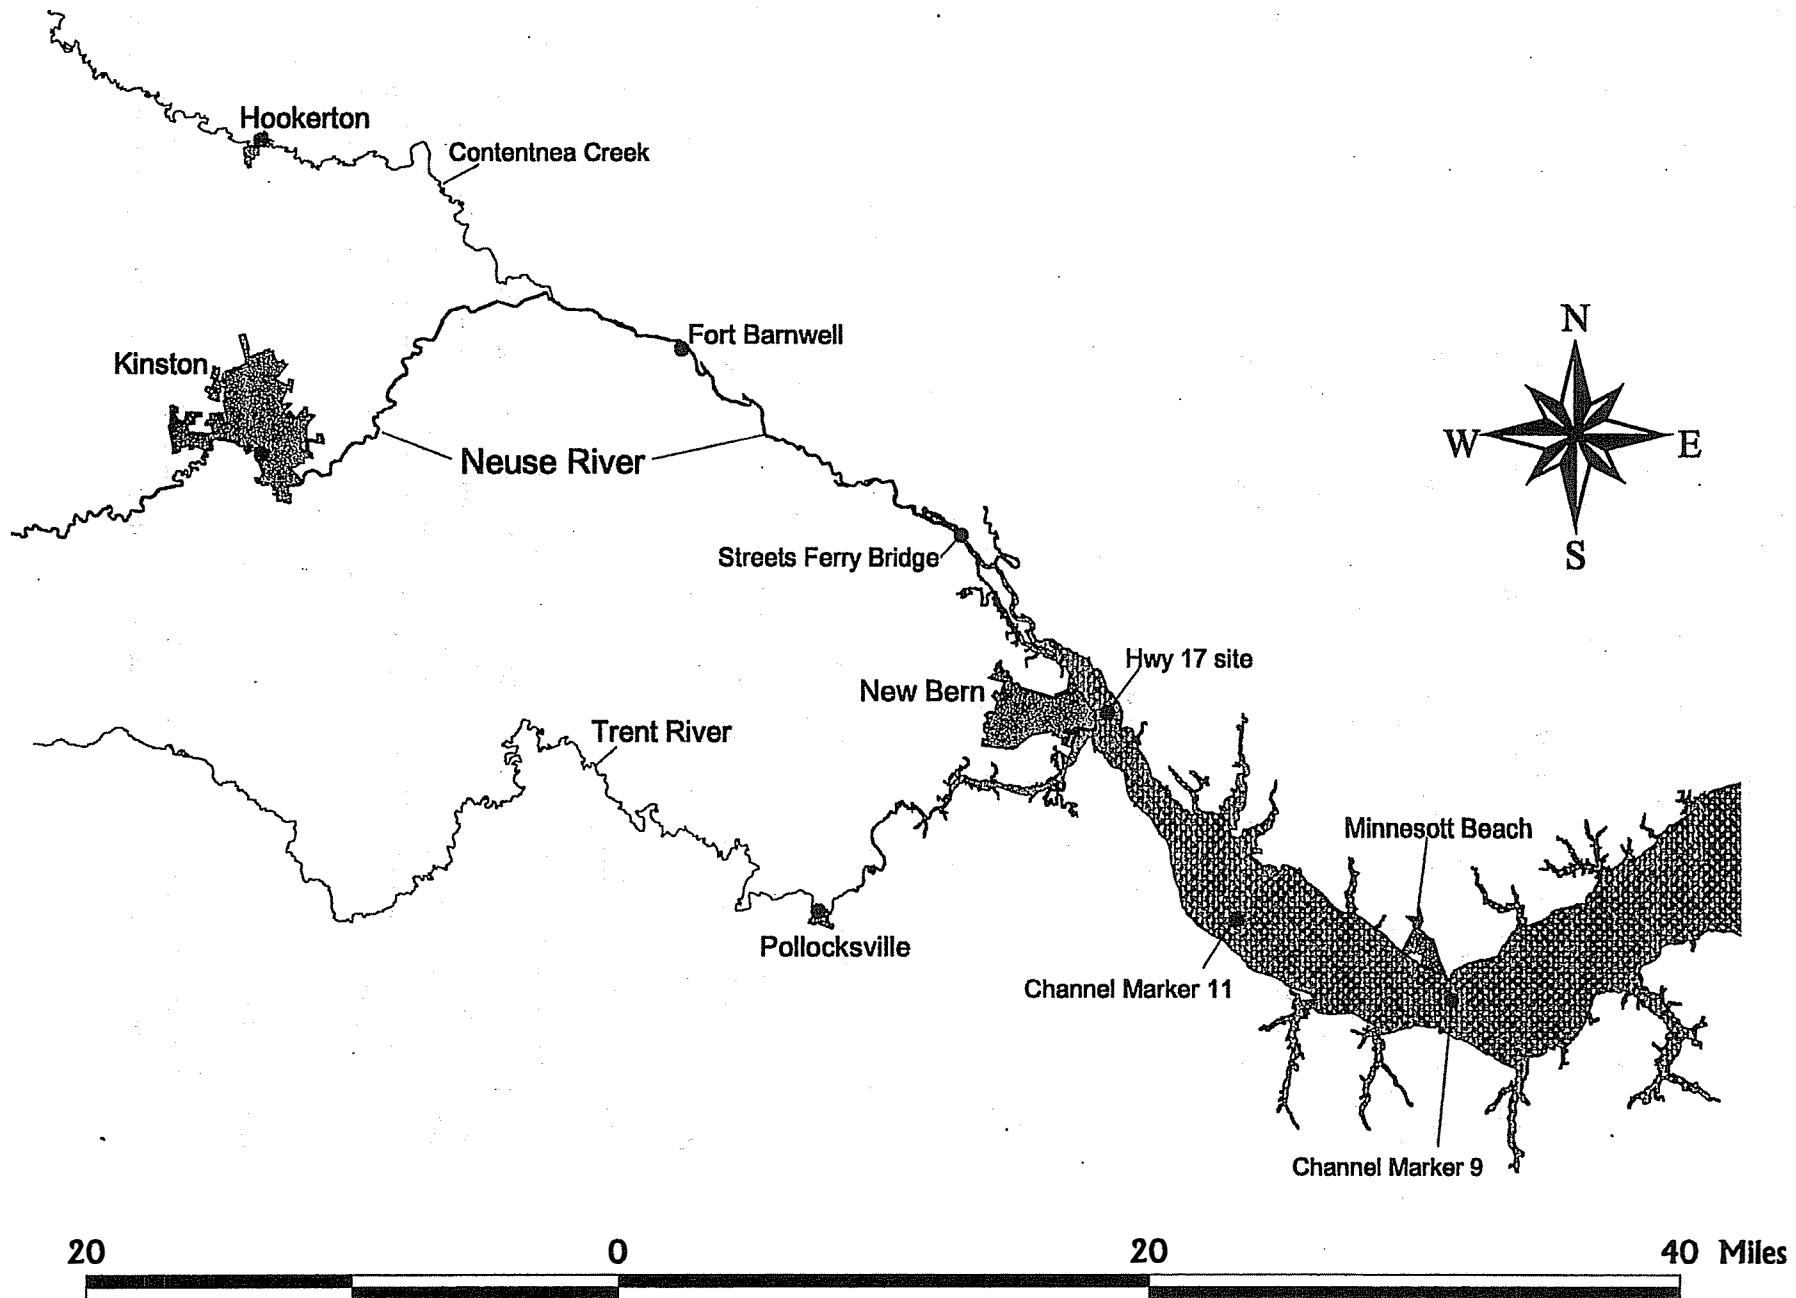 Hookerton
Contentnea Creek
N
Fort Barnwell
Kinston
W
E
Neuse River
S
Streets Ferry Bridge
Hwy 17 site
New Bern
Trent River
Minnesott Beach
Pollocksville
Channel Marker 11
Channel Marker 9
20 0 20 40 Miles